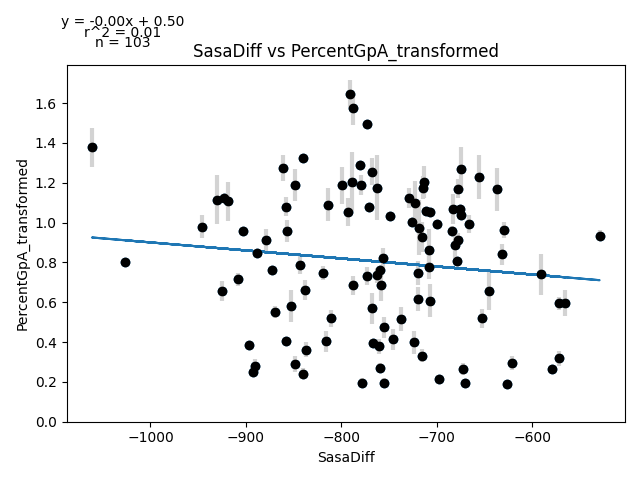 y = -0.00x + 0.50
r^2 = 0.01
n = 103
SasaDiff vs PercentGpA_transformed
PercentGpA_transformed
1.6
1.4
1.2
1.0
0.8
0.6
0.4
0.2
0.0
−1000 −900 −800 −700 −600
SasaDiff